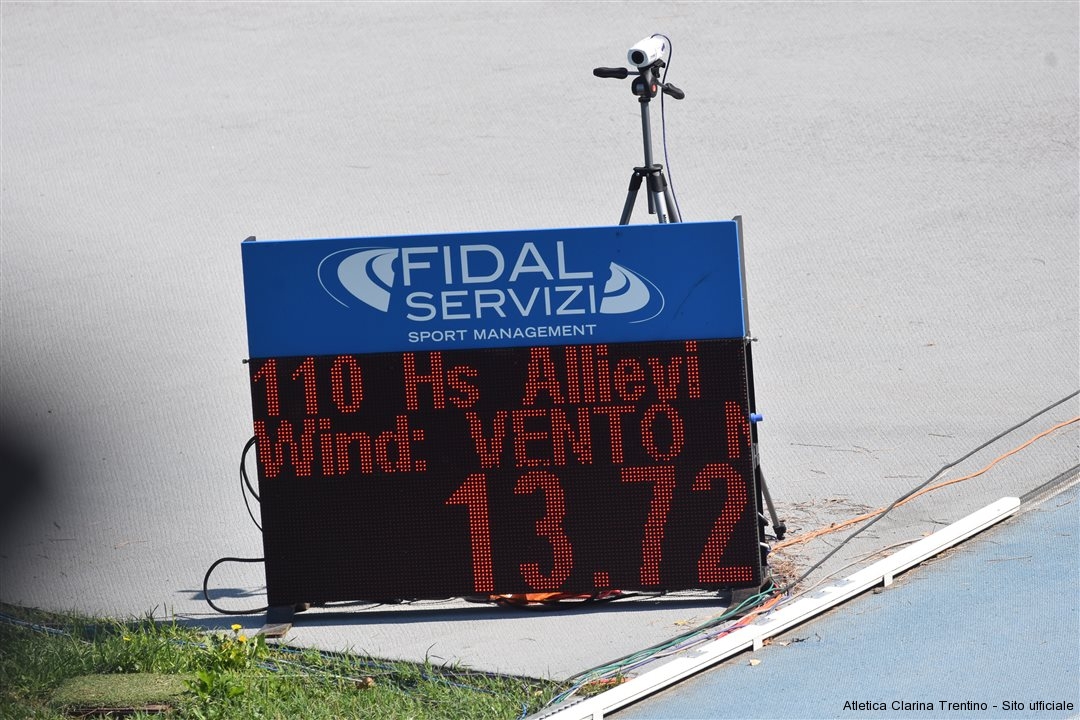 FIDAL
SERVIZI
SPORT MANAGEMENT
110 Hs Allievi
Wind: VENTO
13.72
Atletica Clarina Trentino - Sito ufficiale